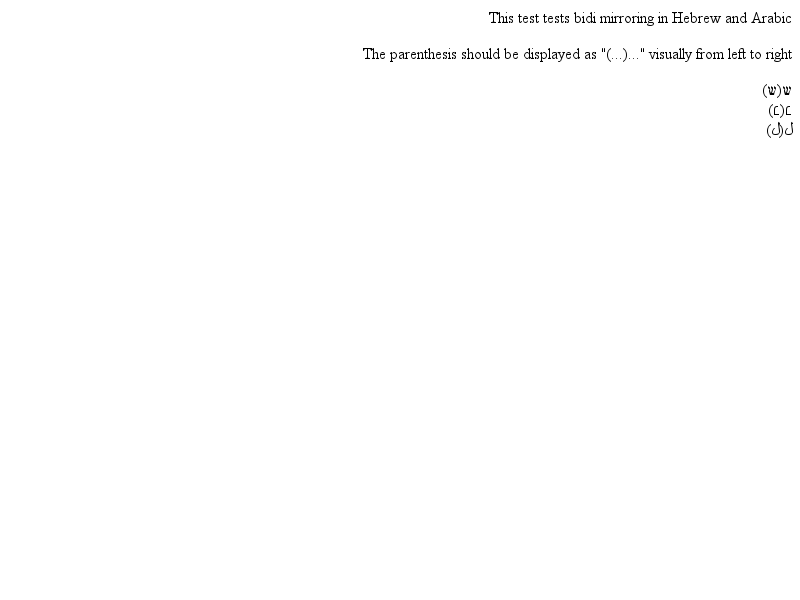 This test tests bidi mirroring in Hebrew and Arabic
The parenthesis should be displayed as "(...)..." visually from left to right
ש(ש)
ل(ل)